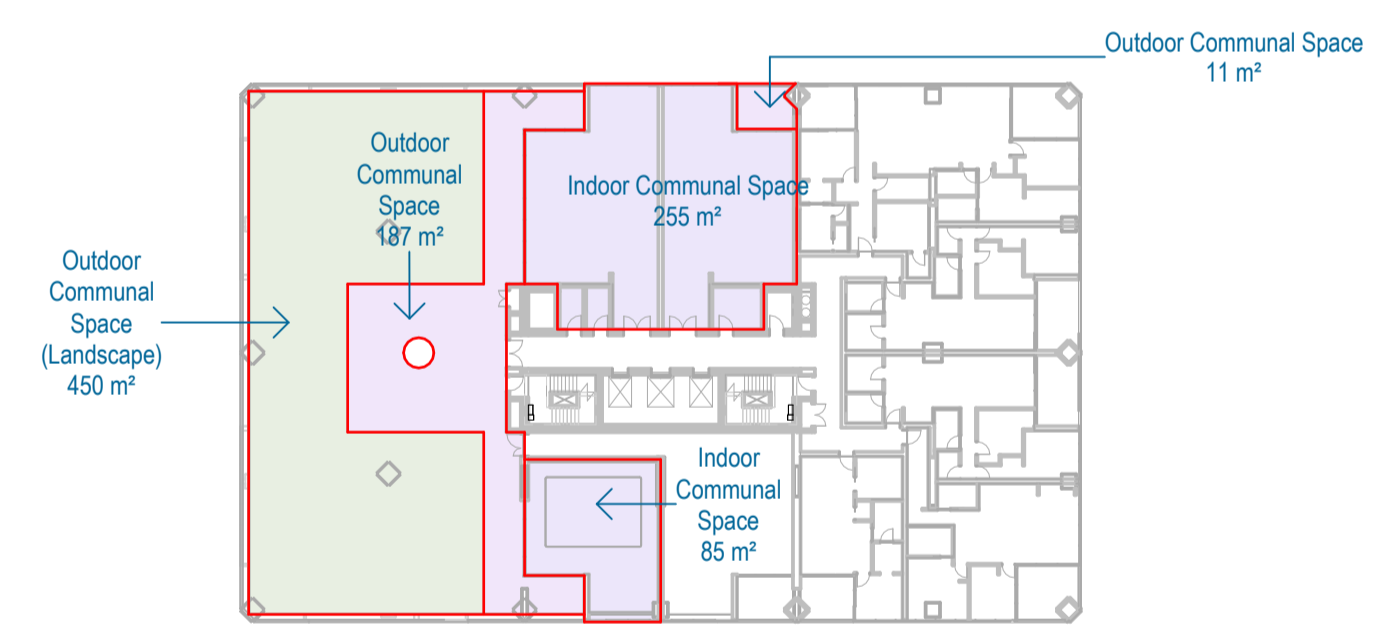 Outdoor Communal Space
11 m²
Outdoor
Communal
Space
187 m²
Indoor Communal Space
255 m²
Outdoor
Communal
Space
(Landscape)
450 m²
Indoor
Communal
Space
85 m²